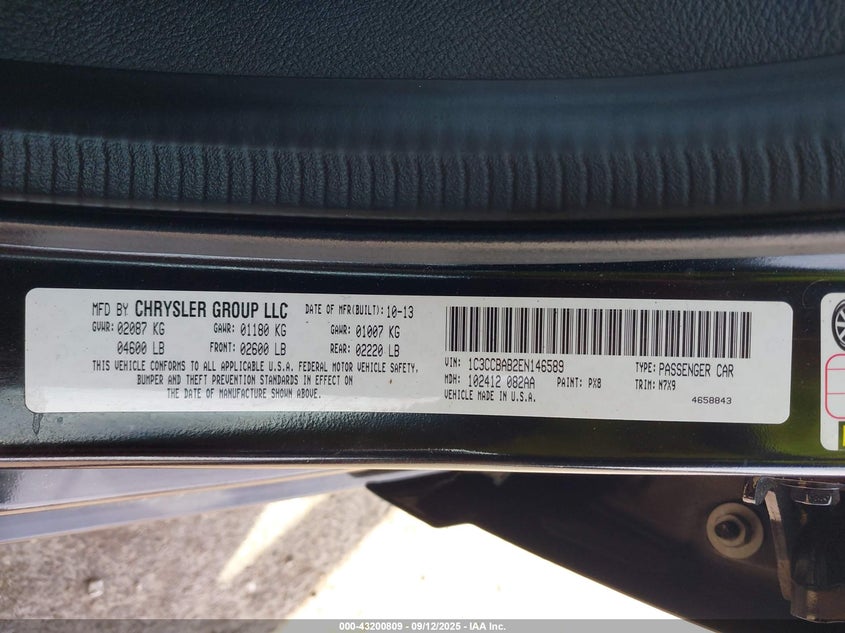 MFD BY CHRYSLER GROUP LLC DATE OF MFR(BUILT): 10-13
GVWR: 02087 KG GAWR: 01180 KG GAWR: 01007 KG
04600 LB FRONT: 02600 LB REAR: 02220 LB
THIS VEHICLE CONFORMS TO ALL APPLICABLE U.S.A. FEDERAL MOTOR VEHICLE SAFETY,
BUMPER AND THEFT PREVENTION STANDARDS IN EFFECT ON
THE DATE OF MANUFACTURE SHOWN ABOVE.
VIN: 1C3CCBAB2EN146589 TYPE: PASSENGER CAR
MDH: 102412 082AA PAINT: PX8 TRIM: N7X9
VEHICLE MADE IN U.S.A. 4658843
000-43200809 - 09/12/2025 - IAA Inc.